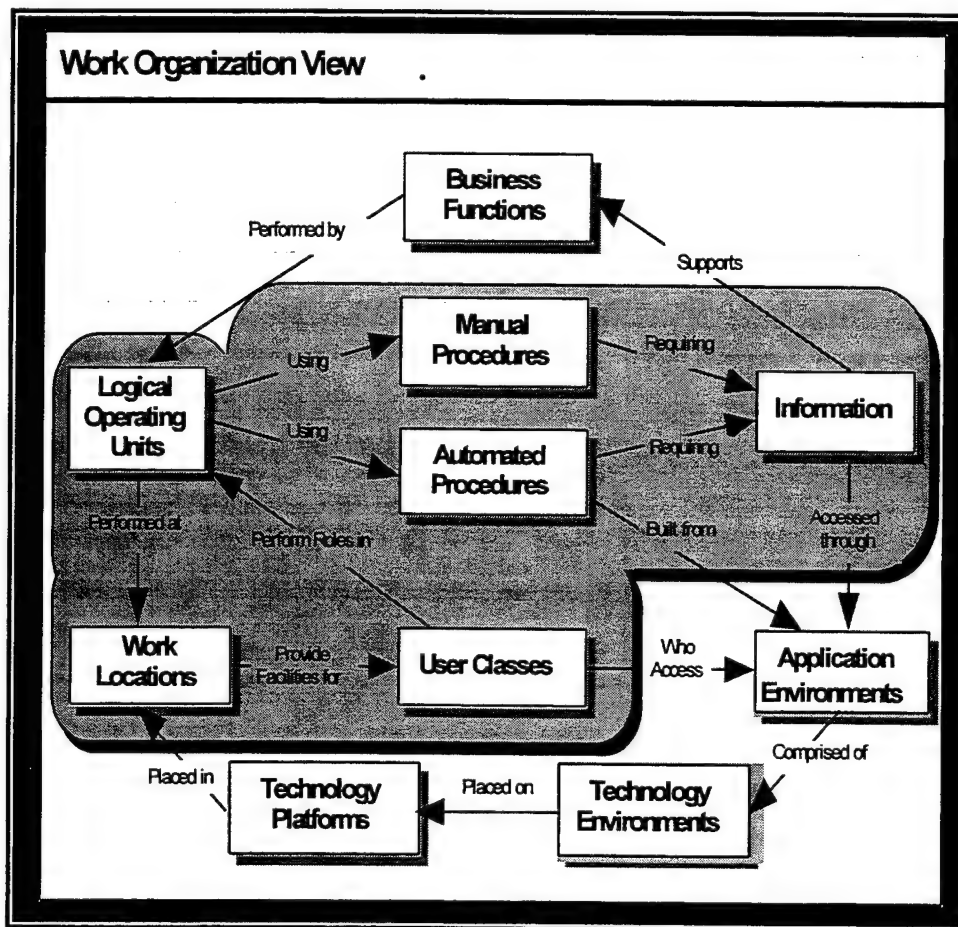 Work Organization View
Business
Functions
Performed by
Supports
Manual
Procedures
Using
Requiring
Logical
Operating
Units
Information
Using
Automated
Procedures
Requiring
Performed at
Perform Roles in
Built from
Accessed
through
Work
Locations
Provide
Facilities for
User Classes
Who
Access
Application
Environments
Placed in
Technology
Platforms
Placed on
Technology
Environments
Comprised of